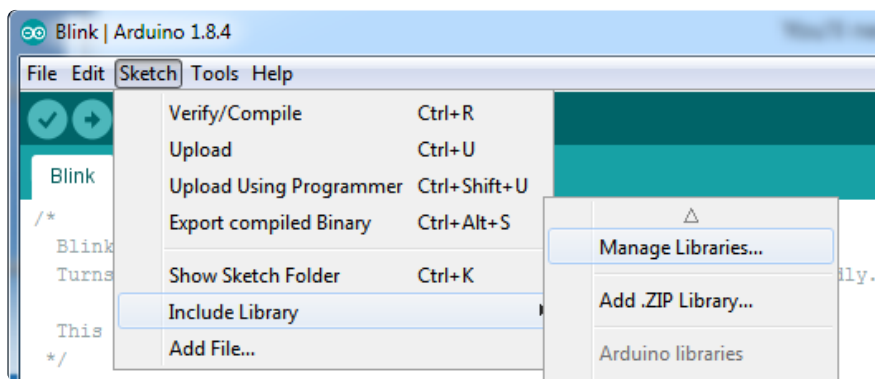 Blink | Arduino 1.8.4
File Edit Sketch Tools Help
Verify/Compile Ctrl+R
Upload Ctrl+U
Blink
Upload Using Programmer Ctrl+Shift+U
/*
Export compiled Binary Ctrl+Alt+S
Blink
Manage Libraries...
Turns
Show Sketch Folder Ctrl+K
Add .ZIP Library...
Include Library
This
Add File...
Arduino libraries
*/